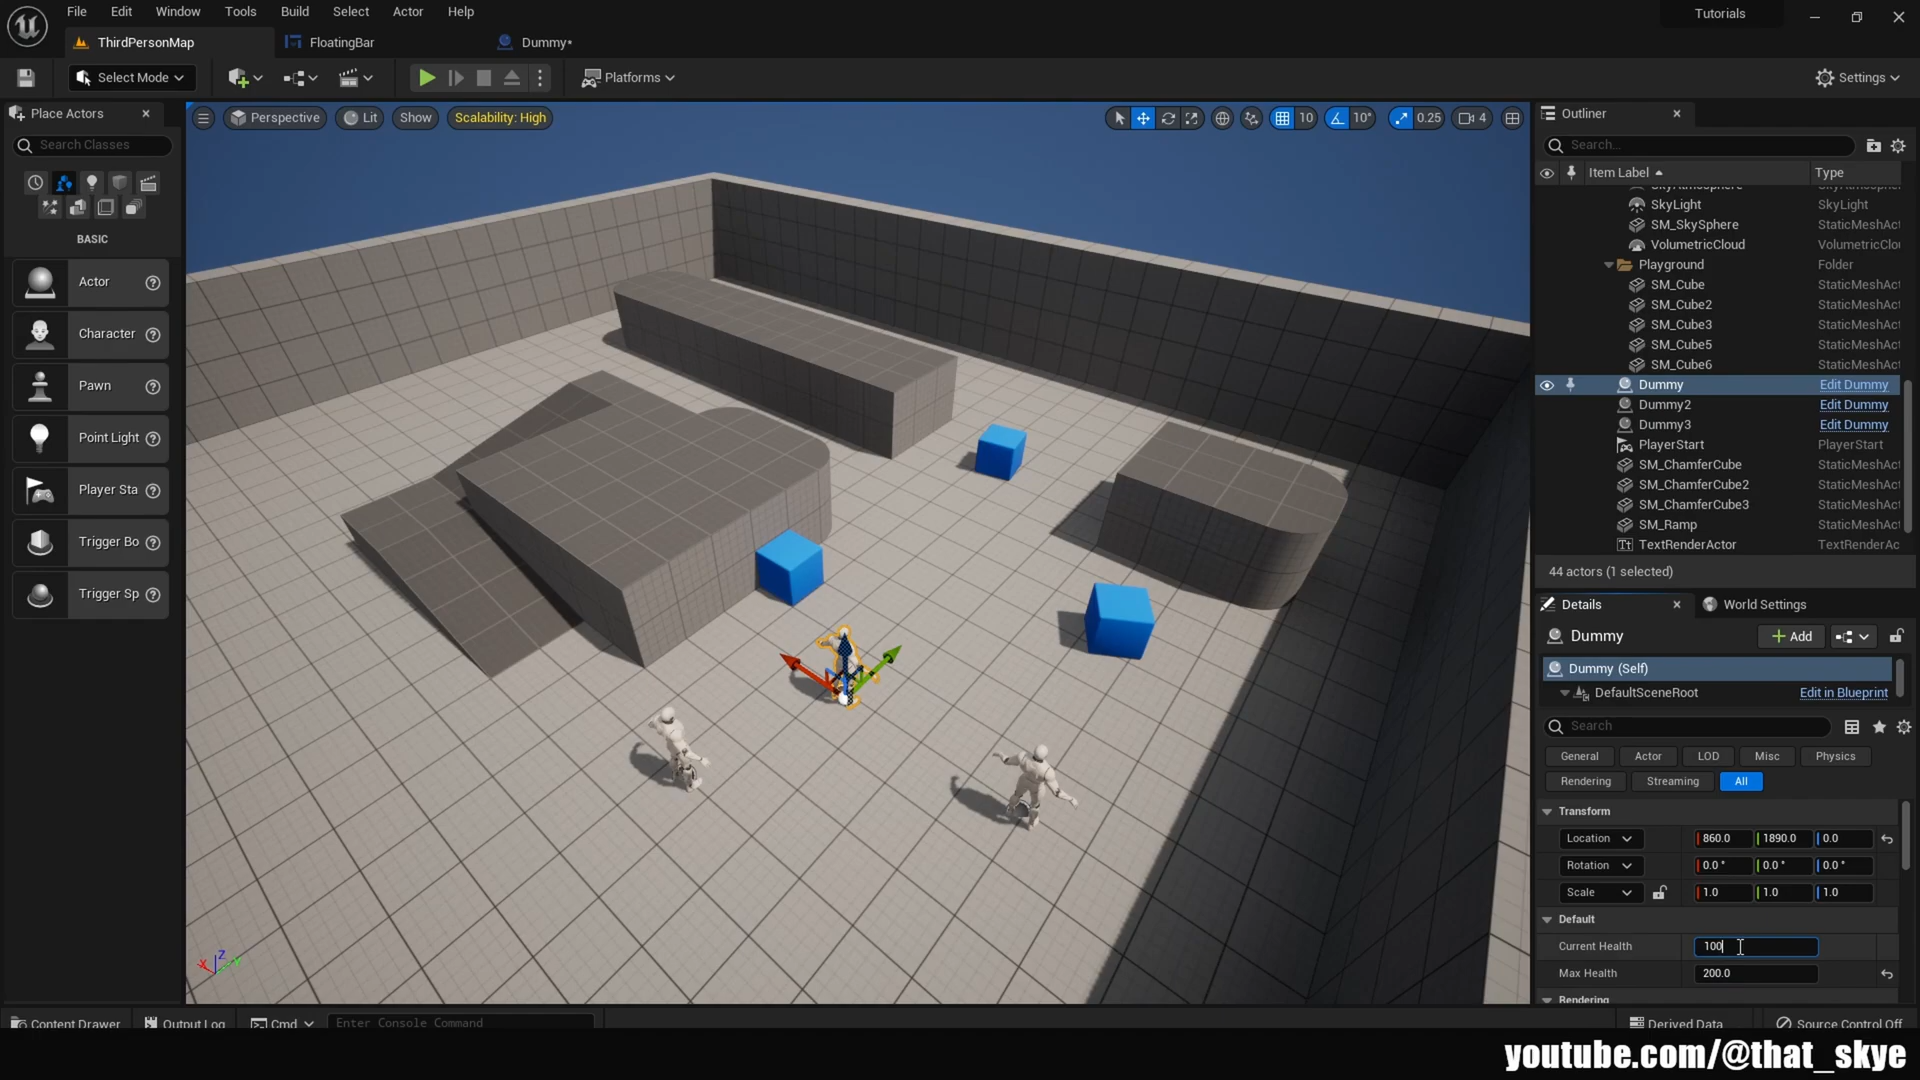 File Edit Window Tools Build Select Actor Help
Tutorials
ThirdPersonMap
FloatingBar
Dummy*
Select Mode
Platforms
Settings
Place Actors
Search Classes
BASIC
Actor
Character
Pawn
Point Light
Player Sta
Trigger Bo
Trigger Sp
Perspective
Lit
Show
Scalability: High
10
10°
0.25
4
X
Z
Y
Outliner
Search...
Item Label
Type
SkyLight SkyLight
SM_SkySphere StaticMeshAct
VolumetricCloud VolumetricClou
Playground Folder
SM_Cube StaticMeshAct
SM_Cube2 StaticMeshAct
SM_Cube3 StaticMeshAct
SM_Cube5 StaticMeshAct
SM_Cube6 StaticMeshAct
Dummy Edit Dummy
Dummy2 Edit Dummy
Dummy3 Edit Dummy
PlayerStart PlayerStart
SM_ChamferCube StaticMeshAct
SM_ChamferCube2 StaticMeshAct
SM_ChamferCube3 StaticMeshAct
SM_Ramp StaticMeshAct
TextRenderActor TextRenderAc
44 actors (1 selected)
Details
World Settings
Dummy
Add
Dummy (Self)
DefaultSceneRoot Edit in Blueprint
Search
General Actor LOD Misc Physics
Rendering Streaming All
Transform
Location 860.0 1890.0 0.0
Rotation 0.0° 0.0° 0.0°
Scale 1.0 1.0 1.0
Default
Current Health 100
Max Health 200.0
Rendering
Content Drawer
Output Log
Cmd
Enter Console Command
Derived Data
Source Control Off
youtube.com/@that_skye